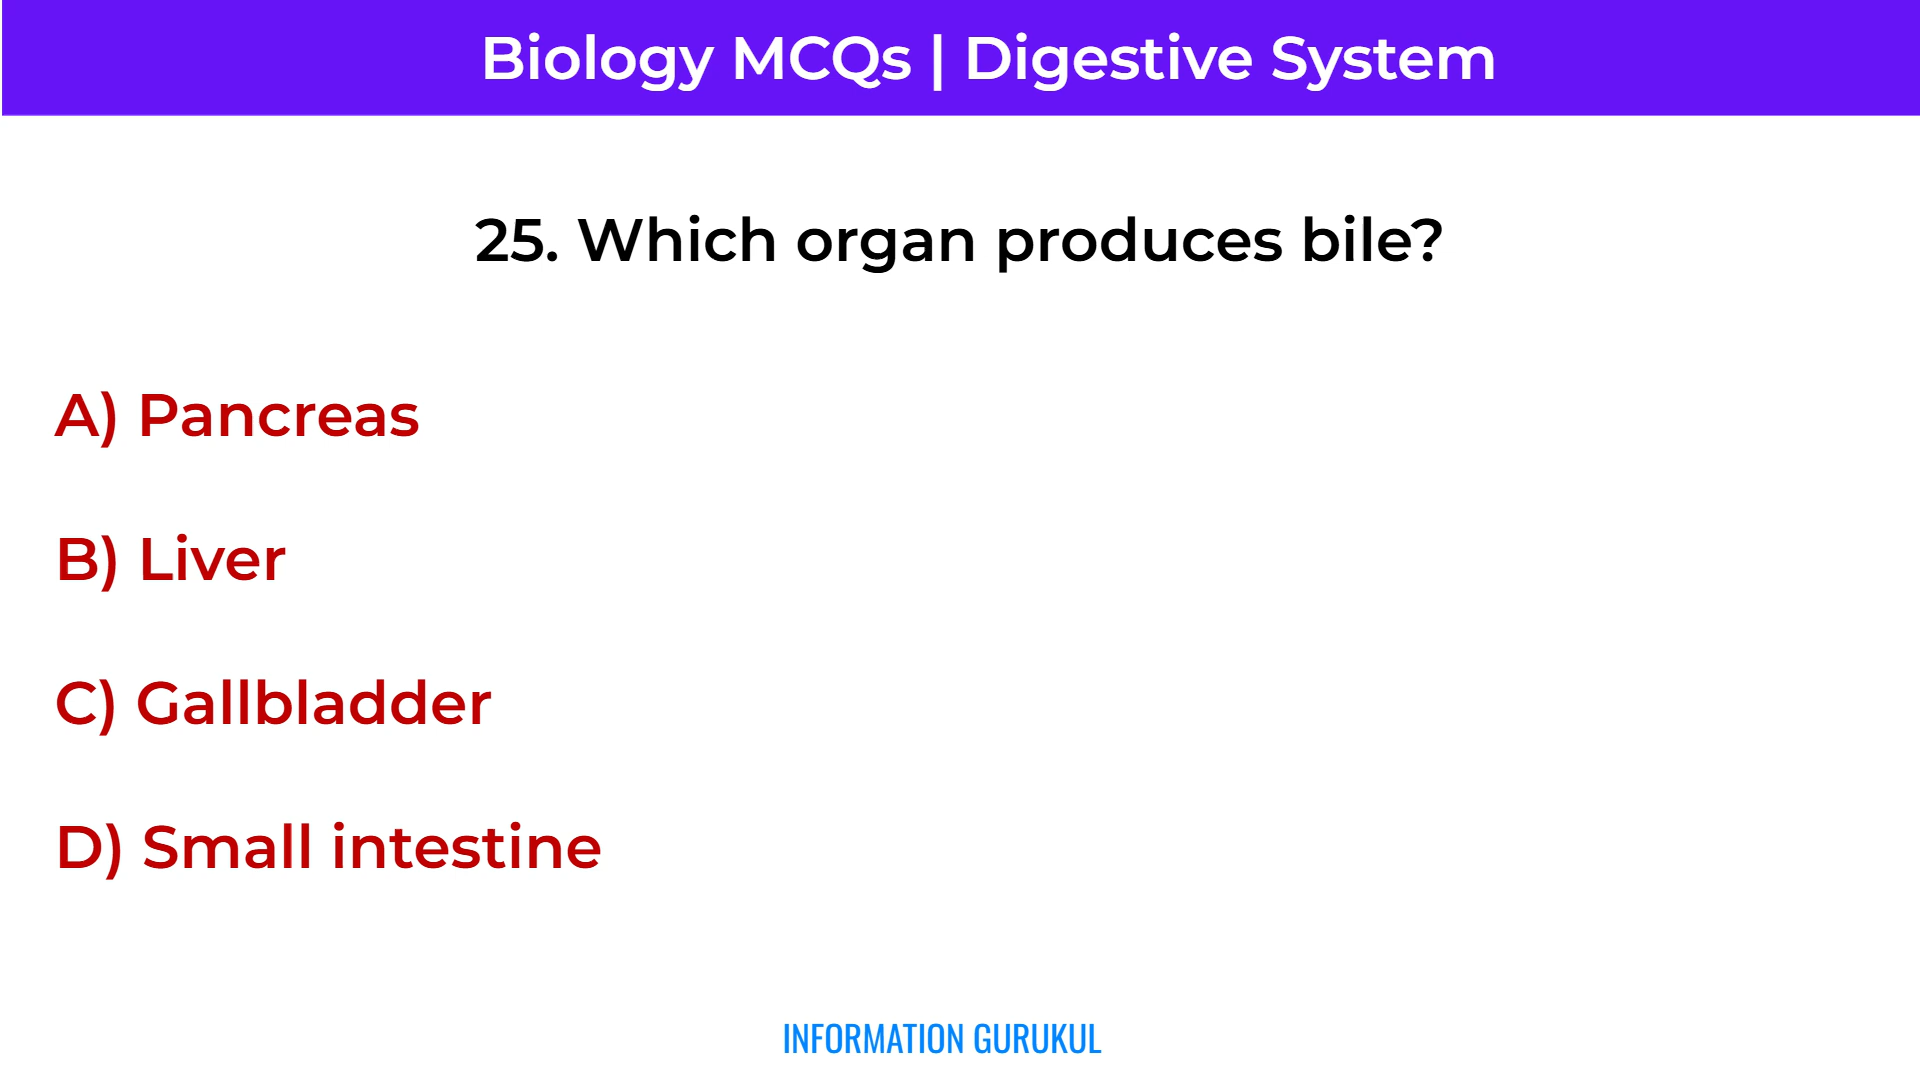 Biology MCQs | Digestive System
25. Which organ produces bile?
A) Pancreas
B) Liver
C) Gallbladder
D) Small intestine
INFORMATION GURUKUL